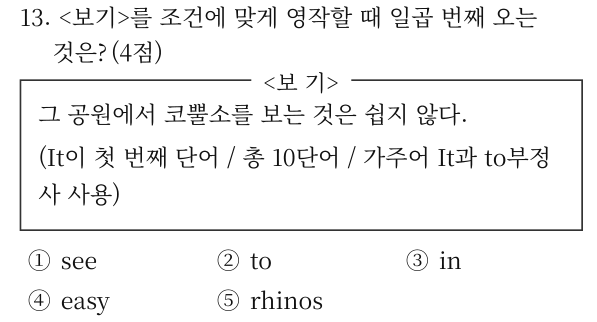 13. <보기>를 조건에 맞게 영작할 때 일곱 번째 오는
것은? (4점)
<보 기>
그 공원에서 코뿔소를 보는 것은 쉽지 않다.
(It이 첫 번째 단어 / 총 10단어 / 가주어 It과 to부정
사 사용)
① see ② to ③ in
④ easy ⑤ rhinos